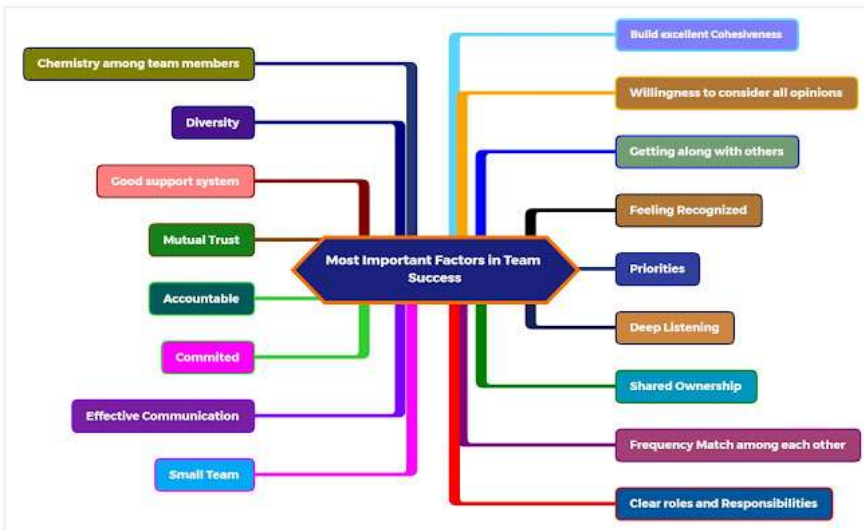 Chemistry among team members
Diversity
Good support system
Mutual Trust
Accountable
Commited
Effective Communication
Small Team
Most Important Factors in Team
Success
Build excellent Cohesiveness
Willingness to consider all opinions
Getting along with others
Feeling Recognized
Priorities
Deep Listening
Shared Ownership
Frequency Match among each other
Clear roles and Responsibilities